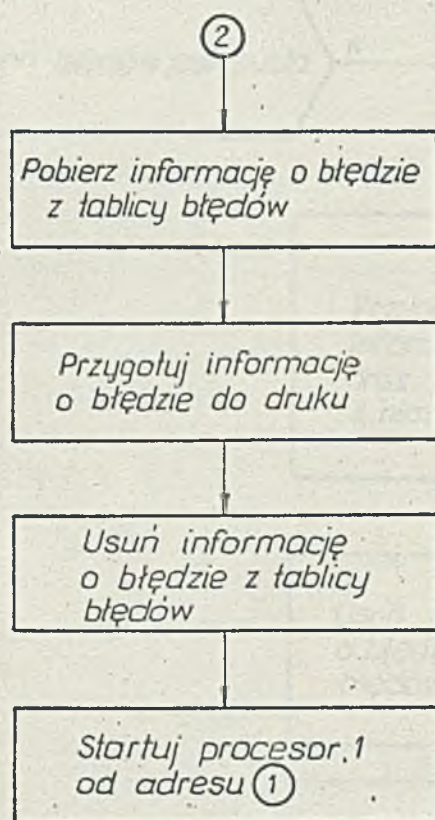 2
Pobierz informację o błędzie
z tablicy błędów
Przygotuj informację
o błędzie do druku
Usuń informację
o błędzie z tablicy
błędów
Startuj procesor 1
od adresu 1